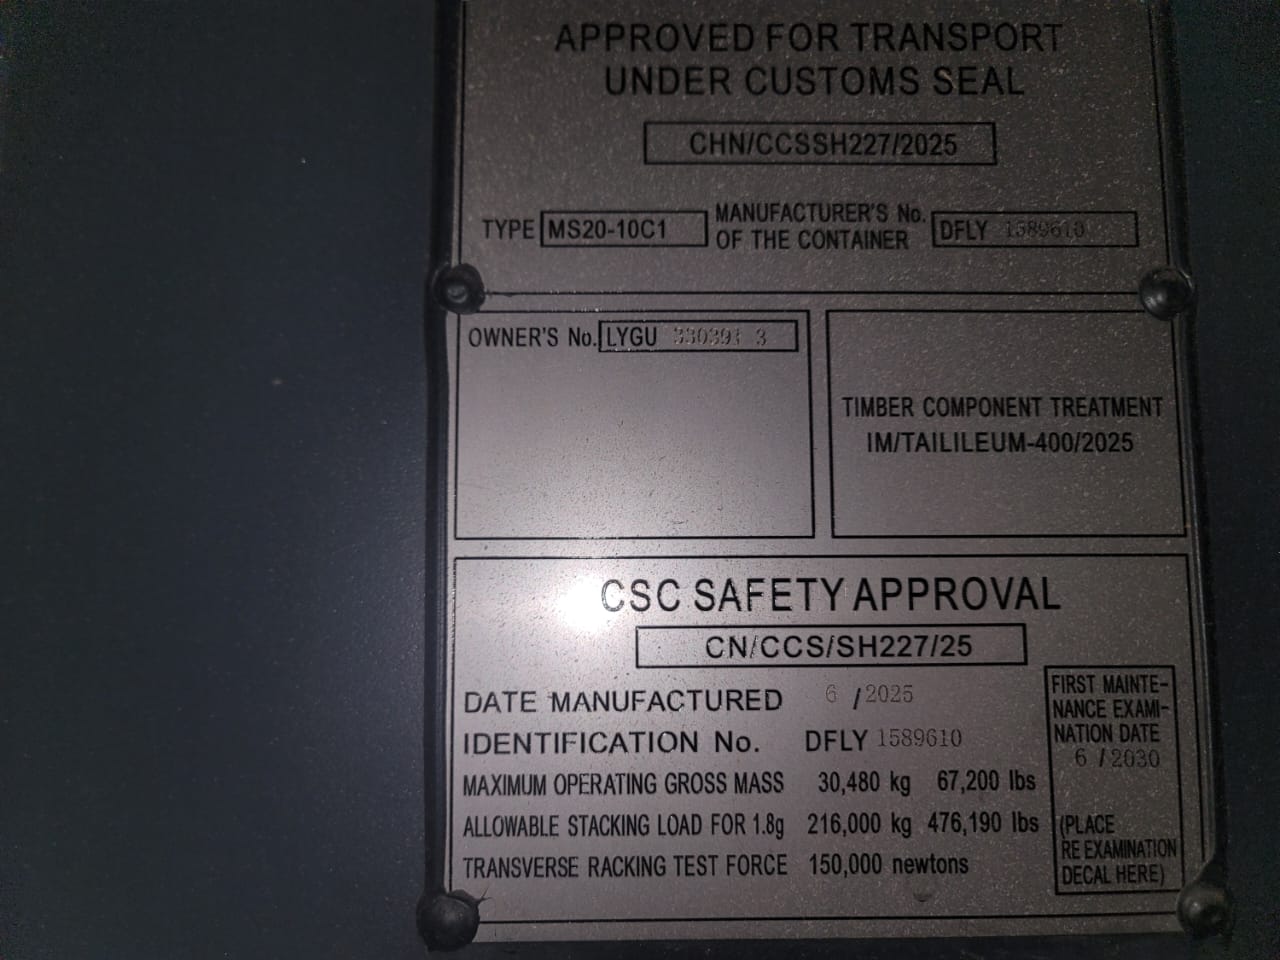 APPROVED FOR TRANSPORT
UNDER CUSTOMS SEAL
CHN/CCSSH227/2025
TYPE MS20-10C1
MANUFACTURER'S No.
OF THE CONTAINER
DFLY 1589610
OWNER'S No. LYGU 330391 3
TIMBER COMPONENT TREATMENT
IM/TAILILEUM-400/2025
CSC SAFETY APPROVAL
CN/CCS/SH227/25
DATE MANUFACTURED 6 / 2025
IDENTIFICATION No. DFLY 1589610
MAXIMUM OPERATING GROSS MASS 30,480 kg 67,200 lbs
ALLOWABLE STACKING LOAD FOR 1.8g 216,000 kg 476,190 lbs
TRANSVERSE RACKING TEST FORCE 150,000 newtons
FIRST MAINTE-
NANCE EXAMI-
NATION DATE
6 / 2030
(PLACE
RE EXAMINATION
DECAL HERE)